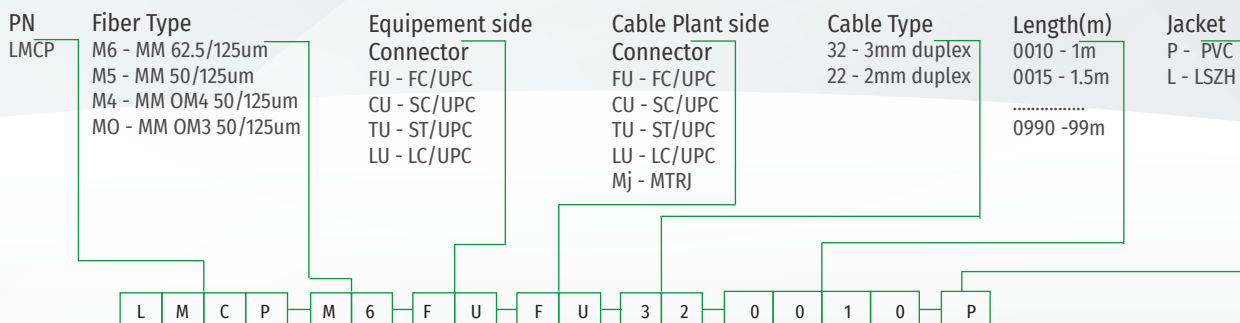 PN
LMCP
Fiber Type
M6 - MM 62.5/125um
M5 - MM 50/125um
M4 - MM OM4 50/125um
MO - MM OM3 50/125um
Equipement side
Connector
FU - FC/UPC
CU - SC/UPC
TU - ST/UPC
LU - LC/UPC
Cable Plant side
Connector
FU - FC/UPC
CU - SC/UPC
TU - ST/UPC
LU - LC/UPC
Mj - MTRJ
Cable Type
32 - 3mm duplex
22 - 2mm duplex
Length(m)
0010 - 1m
0015 - 1.5m
................
0990 -99m
Jacket
P - PVC
L - LSZH
L M C P M 6 F U F U 3 2 0 0 1 0 P